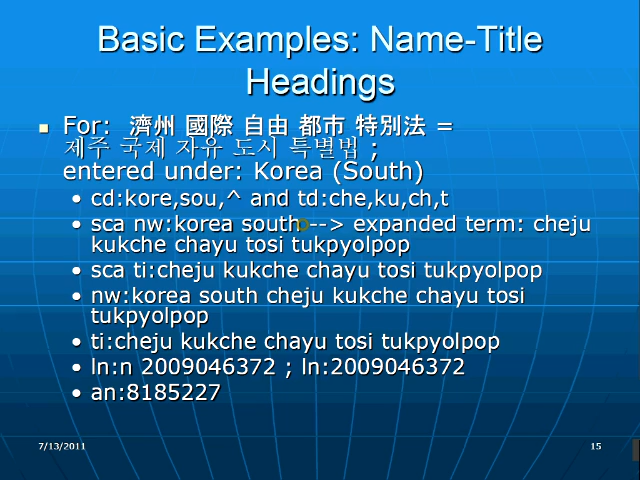 Basic Examples: Name-Title
Headings
For: 濟州 國際 自由 都市 特別法 =
제주 국제 자유 도시 특별법 ;
entered under: Korea (South)
• cd:kore,sou,^ and td:che,ku,ch,t
• sca nw:korea south --> expanded term: cheju
kukche chayu tosi tukpyolpop
• sca ti:cheju kukche chayu tosi tukpyolpop
• nw:korea south cheju kukche chayu tosi
tukpyolpop
• ti:cheju kukche chayu tosi tukpyolpop
• ln:n 2009046372 ; ln:2009046372
• an:8185227
7/13/2011
15